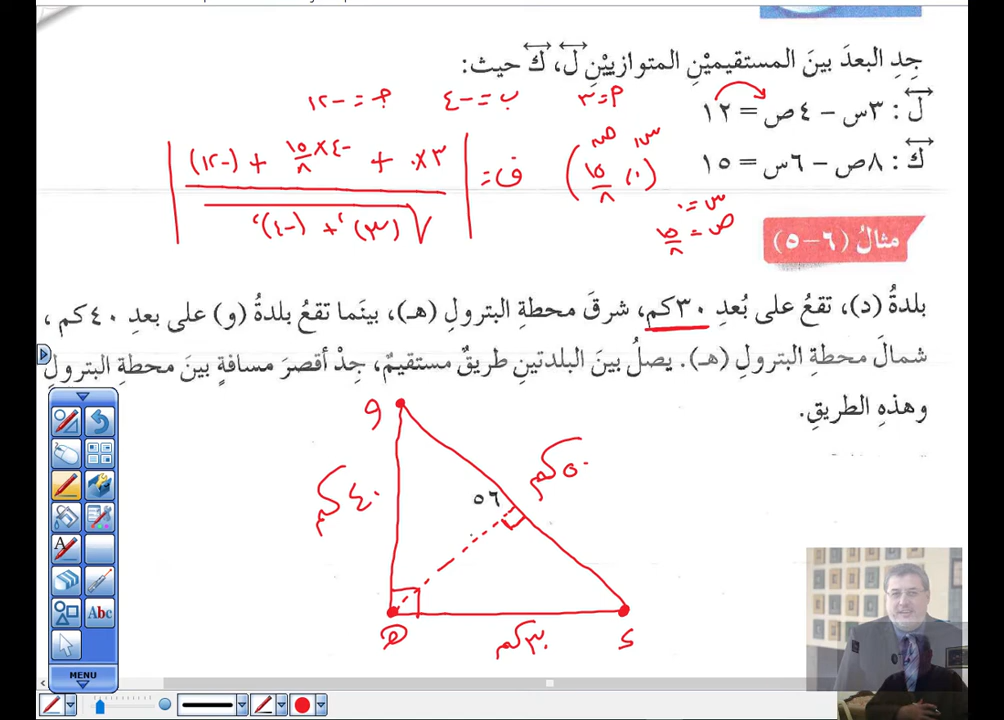 جِدِ البعدَ بينَ المستقيميْنِ المتوازيَيْنِ ل، ك حيث:
٣=م ب=-٤ ج=-١٢
ل : ٣س - ٤ص = ١٢
س ص
(٠، ١٥/٨)
ف= | ٣×٠ + -٤×١٥/٨ + (-١٢) / √(٣)² + (-٤)² |
ك : ٨ص - ٦س = ١٥
س=٠
ص=١٥/٨
مثالُ (٦-٥)
بلدةُ (د)، تقعُ على بُعدِ ٣٠كم، شرقَ محطةِ البترولِ (هـ)، بينَما تقعُ بلدةُ (و) على بعدِ ٤٠كم،
شمالَ محطةِ البترولِ (هـ). يصلُ بينَ البلدتينِ طريقٌ مستقيمٌ، جِدْ أقصرَ مسافةٍ بينَ محطةِ البترولِ
وهذهِ الطريقِ.
و
٥٠كم
٤٠كم
٥٦
هـ
٣٠كم
د
Abc
MENU